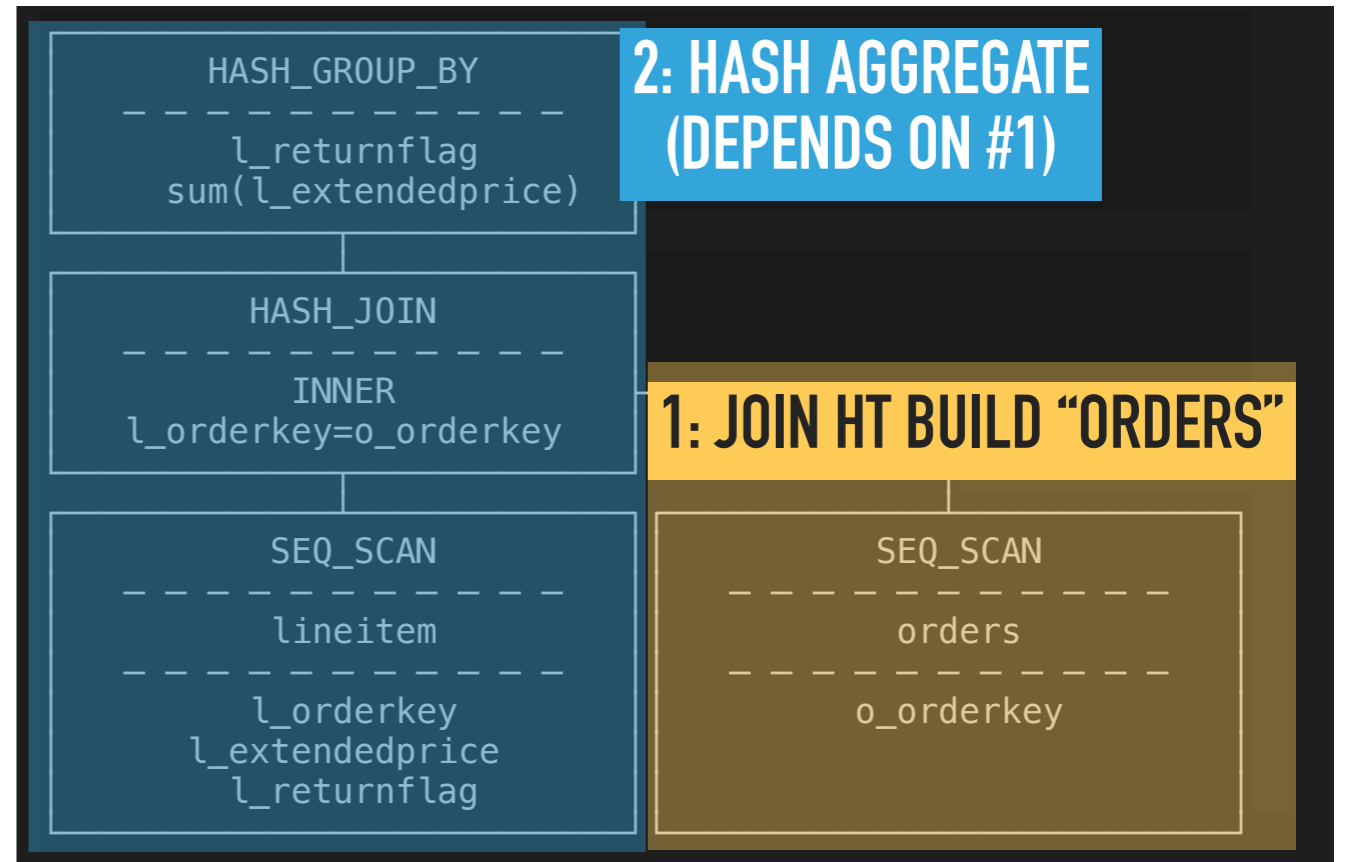 HASH_GROUP_BY
l_returnflag
sum(l_extendedprice)
2: HASH AGGREGATE
(DEPENDS ON #1)
HASH_JOIN
INNER
l_orderkey=o_orderkey
1: JOIN HT BUILD “ORDERS”
SEQ_SCAN
lineitem
l_orderkey
l_extendedprice
l_returnflag
SEQ_SCAN
orders
o_orderkey